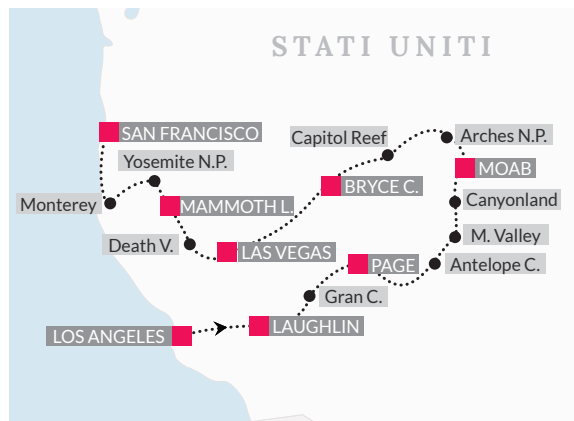 STATI UNITI
SAN FRANCISCO
Capitol Reef
Arches N.P.
Yosemite N.P.
MOAB
BRYCE C.
Monterey
MAMMOTH L.
Canyonland
M. Valley
Death V.
LAS VEGAS
PAGE
Antelope C.
Gran C.
LAUGHLIN
LOS ANGELES